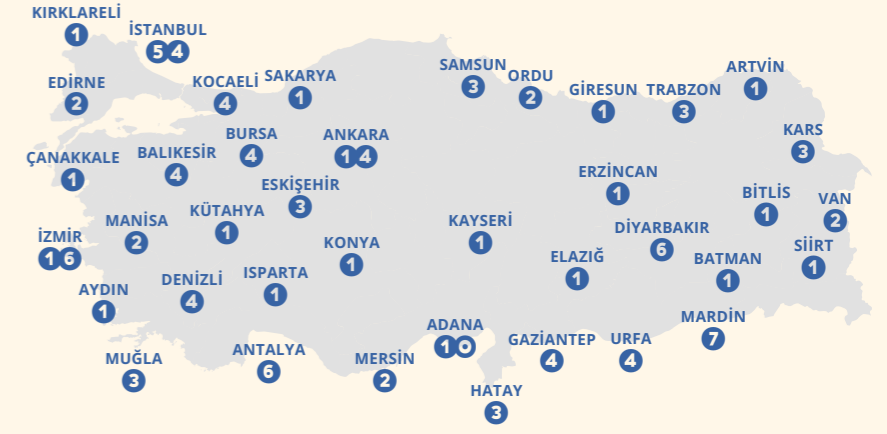 KIRKLARELİ
1
İSTANBUL
54
EDİRNE
2
KOCAELİ
4
SAKARYA
1
SAMSUN
3
ORDU
2
GİRESUN
1
TRABZON
3
ARTVİN
1
KARS
3
ÇANAKKALE
1
BALIKESİR
4
BURSA
4
ANKARA
14
ESKİŞEHİR
3
ERZİNCAN
1
BİTLİS
1
VAN
2
İZMİR
16
MANİSA
2
KÜTAHYA
1
KONYA
1
KAYSERİ
1
DİYARBAKIR
6
ELAZIĞ
1
BATMAN
1
SİİRT
1
AYDIN
1
DENİZLİ
4
ISPARTA
1
MUĞLA
3
ANTALYA
6
MERSİN
2
ADANA
10
GAZİANTEP
4
URFA
4
MARDİN
7
HATAY
3